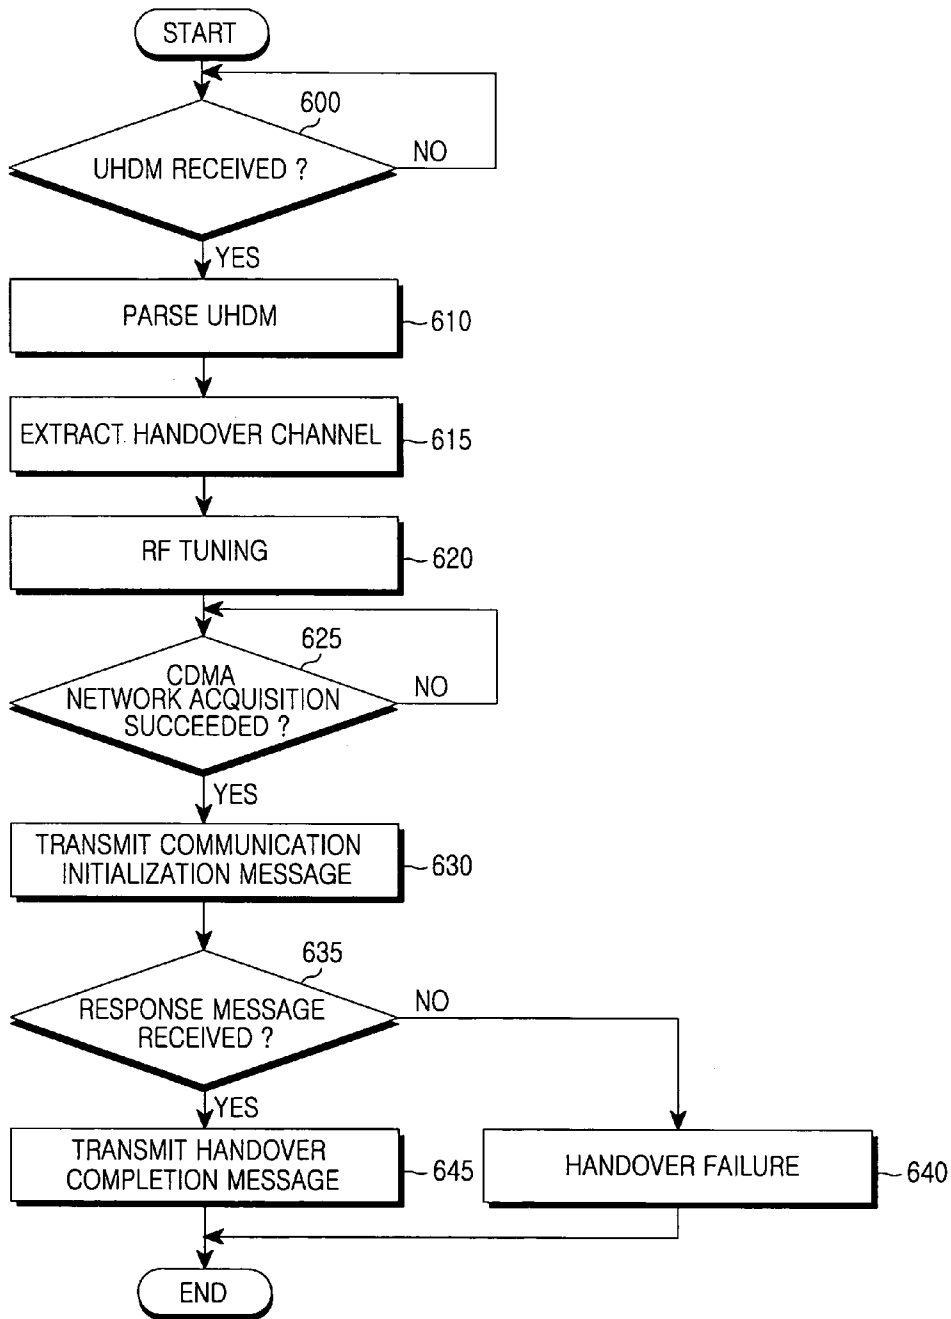 START
600
UHDM RECEIVED ?
NO
YES
PARSE UHDM
610
EXTRACT HANDOVER CHANNEL
615
RF TUNING
620
625
CDMA
NETWORK ACQUISITION
SUCCEEDED ?
NO
YES
TRANSMIT COMMUNICATION
INITIALIZATION MESSAGE
630
635
RESPONSE MESSAGE
RECEIVED ?
NO
YES
TRANSMIT HANDOVER
COMPLETION MESSAGE
645
HANDOVER FAILURE
640
END